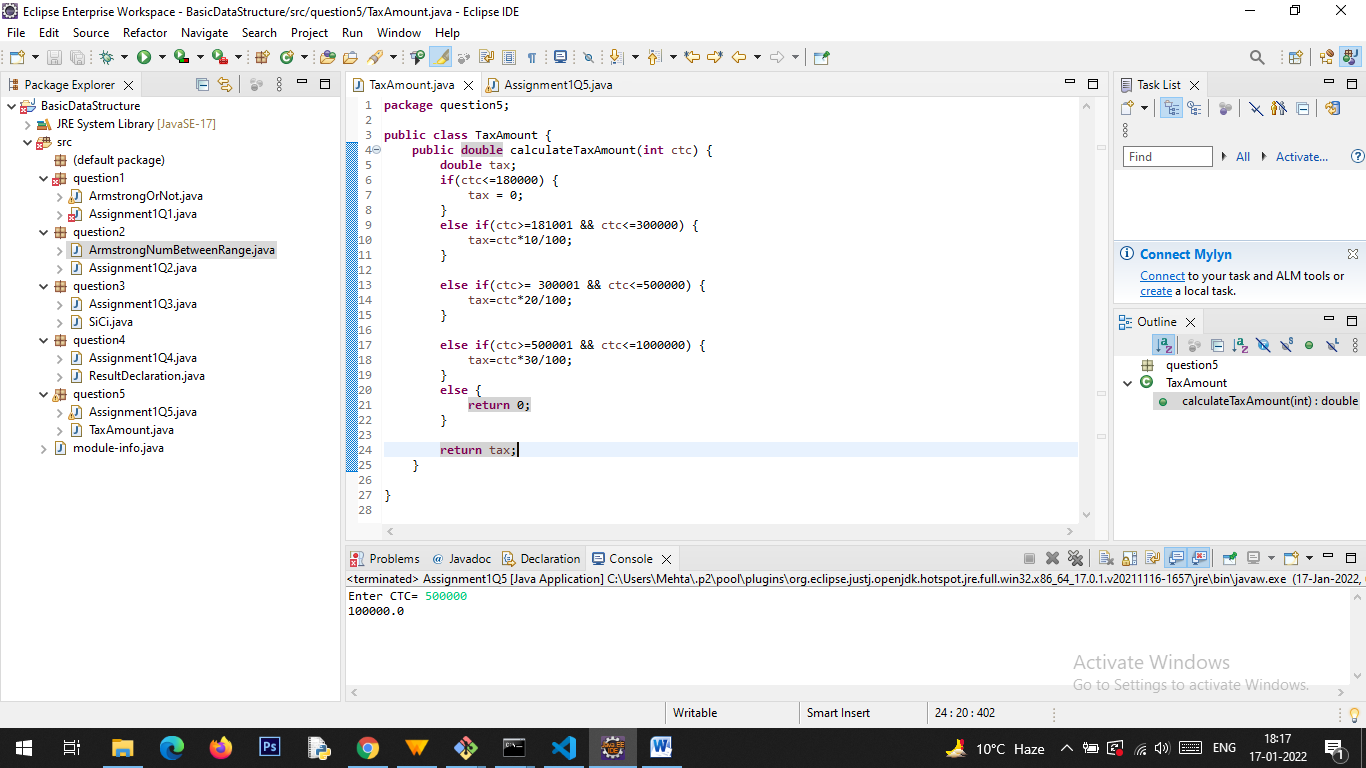 Eclipse Enterprise Workspace - BasicDataStructure/src/question5/TaxAmount.java - Eclipse IDE
File Edit Source Refactor Navigate Search Project Run Window Help
Package Explorer
BasicDataStructure
JRE System Library [JavaSE-17]
src
(default package)
question1
ArmstrongOrNot.java
Assignment1Q1.java
question2
ArmstrongNumBetweenRange.java
Assignment1Q2.java
question3
Assignment1Q3.java
SiCi.java
question4
Assignment1Q4.java
ResultDeclaration.java
question5
Assignment1Q5.java
TaxAmount.java
module-info.java
TaxAmount.java Assignment1Q5.java
1 package question5;
2
3 public class TaxAmount {
4 public double calculateTaxAmount(int ctc) {
5 double tax;
6 if(ctc<=180000) {
7 tax = 0;
8 }
9 else if(ctc>=181001 && ctc<=300000) {
10 tax=ctc*10/100;
11 }
12
13 else if(ctc>= 300001 && ctc<=500000) {
14 tax=ctc*20/100;
15 }
16
17 else if(ctc>=500001 && ctc<=1000000) {
18 tax=ctc*30/100;
19 }
20 else {
21 return 0;
22 }
23
24 return tax;
25 }
26
27 }
28
Task List
Find All Activate...
Connect Mylyn
Connect to your task and ALM tools or
create a local task.
Outline
question5
TaxAmount
calculateTaxAmount(int) : double
Problems @ Javadoc Declaration Console
<terminated> Assignment1Q5 [Java Application] C:\Users\Mehta\.p2\pool\plugins\org.eclipse.justj.openjdk.hotspot.jre.full.win32.x86_64_17.0.1.v20211116-1657\jre\bin\javaw.exe (17-Jan-2022,
Enter CTC= 500000
100000.0
Activate Windows
Go to Settings to activate Windows.
Writable Smart Insert 24 : 20 : 402
10°C Haze ENG 18:17
17-01-2022